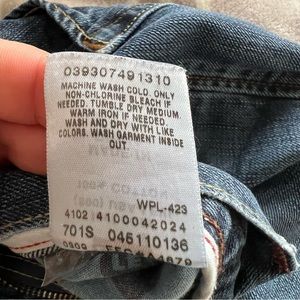 039307491310
MACHINE WASH COLD. ONLY
NON-CHLORINE BLEACH IF
NEEDED. TUMBLE DRY MEDIUM.
WARM IRON IF NEEDED.
WASH AND DRY WITH LIKE
COLORS. WASH GARMENT INSIDE
OUT.
WPL-423
4102 4100042024
701S 045110136
0909